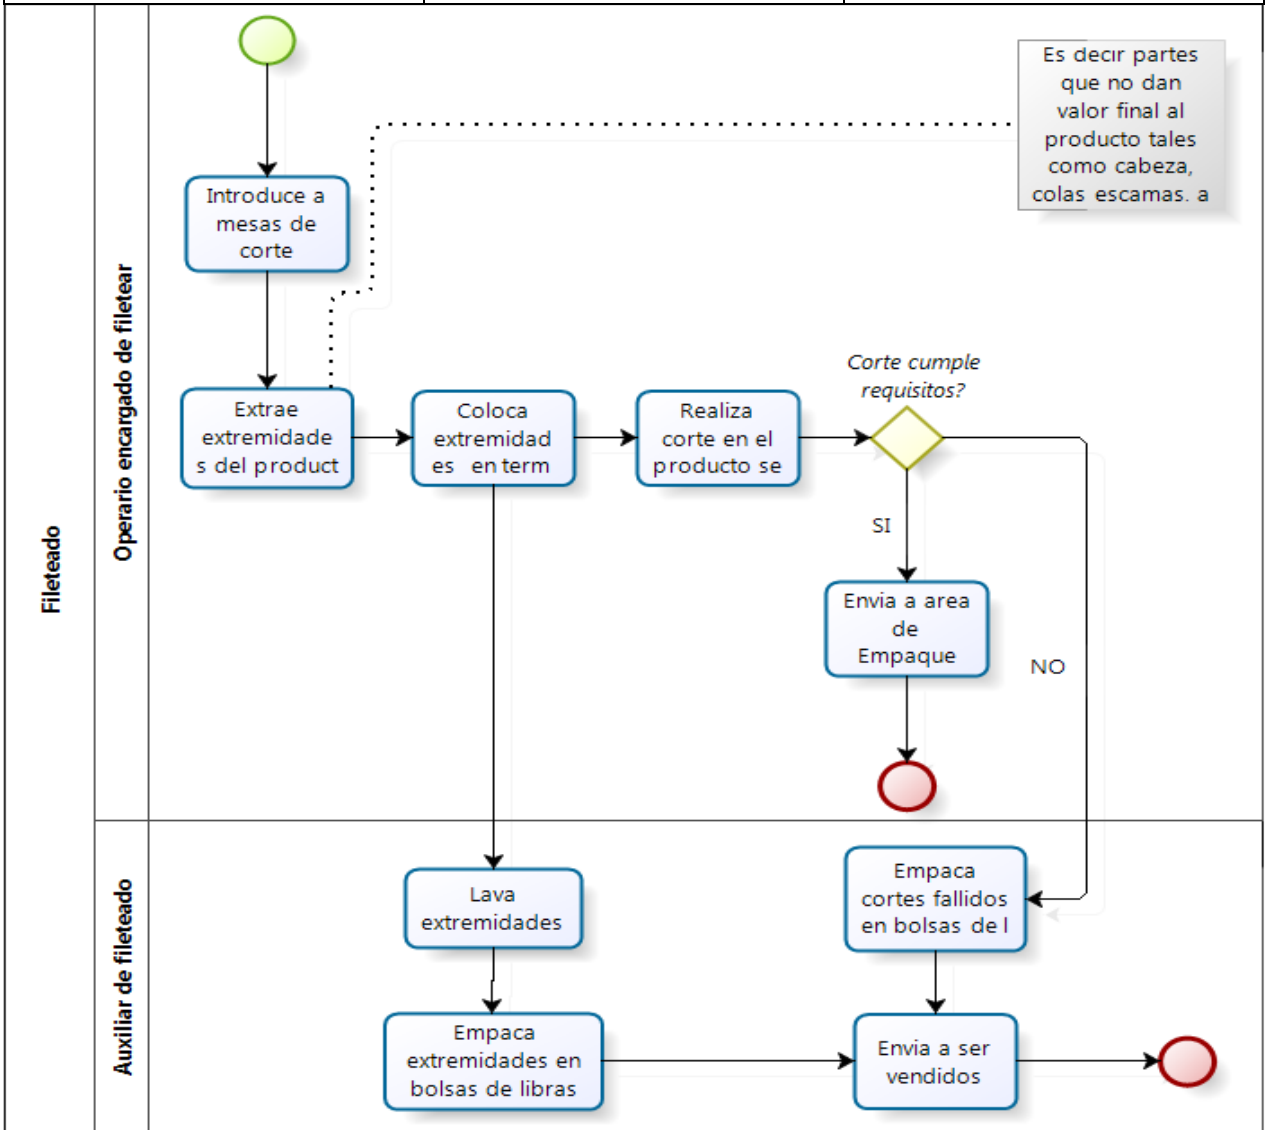 Fileteado
Operario encargado de filetear
Introduce a
mesas de
corte
Es decir partes
que no dan
valor final al
producto tales
como cabeza,
colas escamas. a
Extrae
extremidade
s del product
Coloca
extremidad
es en term
Realiza
corte en el
producto se
Corte cumple
requisitos?
SI
Envia a area
de
Empaque
NO
Auxiliar de fileteado
Lava
extremidades
Empaca
extremidades en
bolsas de libras
Empaca
cortes fallidos
en bolsas de l
Envia a ser
vendidos